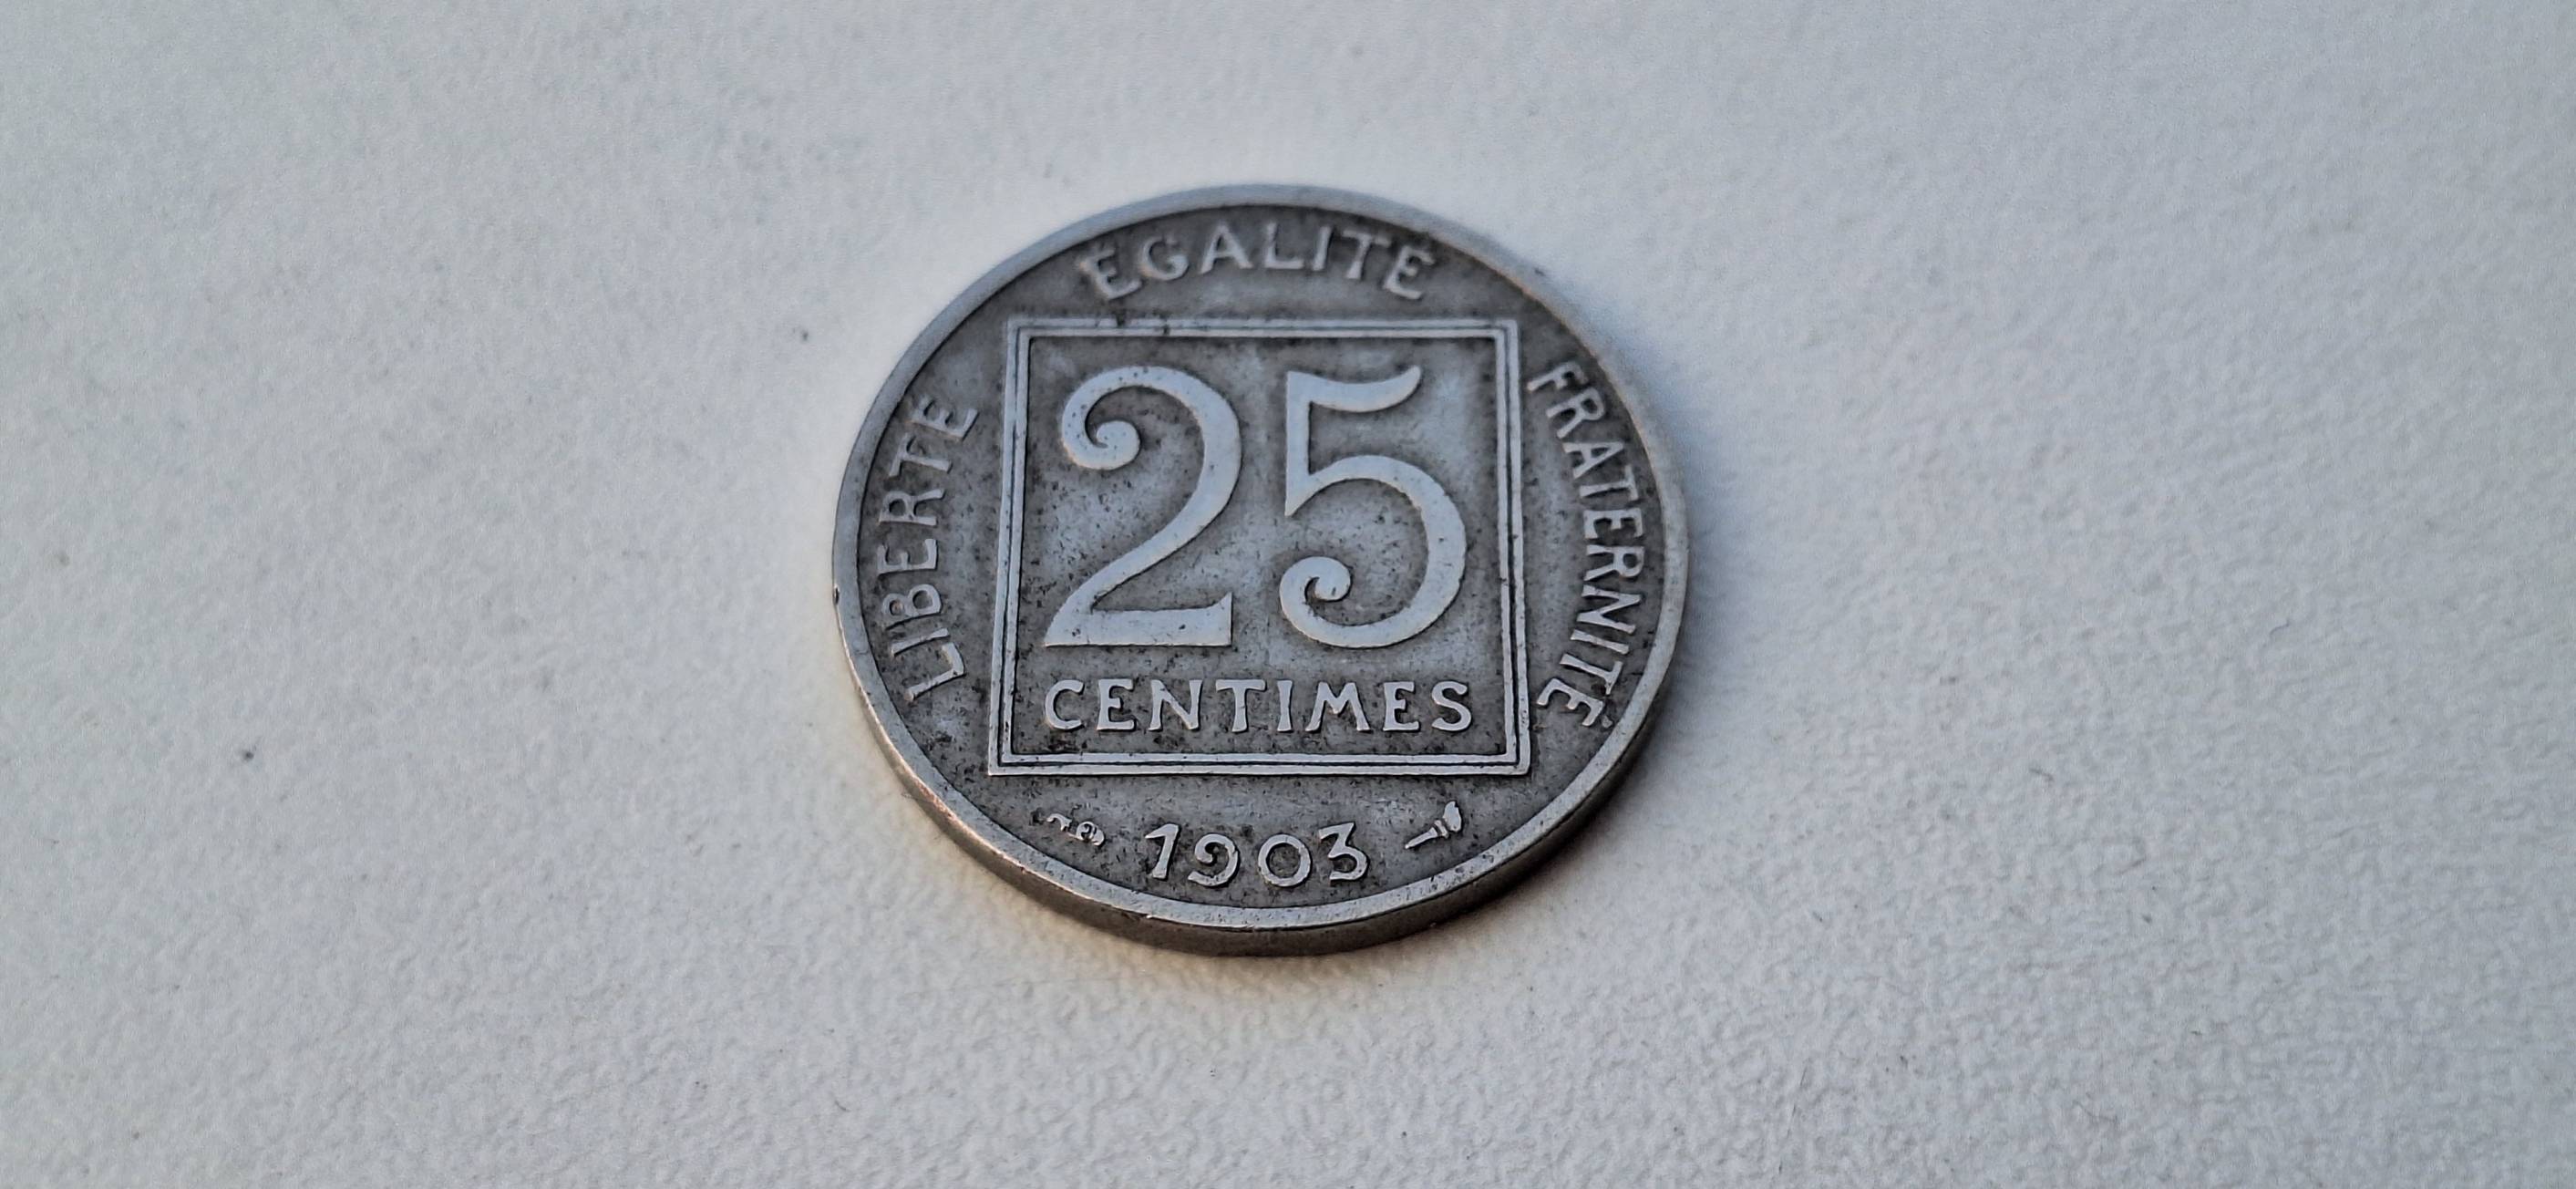 LIBERTÉ
ÉGALITÉ
FRATERNITÉ
25
CENTIMES
1903